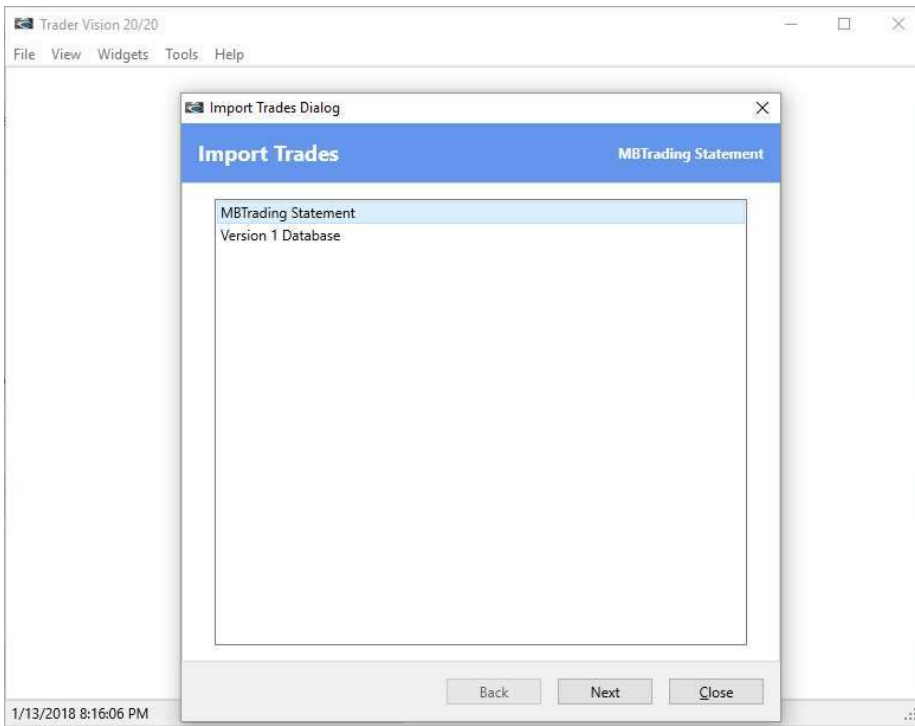 Trader Vision 20/20
File View Widgets Tools Help
Import Trades Dialog
Import Trades MBTrading Statement
MBTrading Statement
Version 1 Database
Back Next Close
1/13/2018 8:16:06 PM